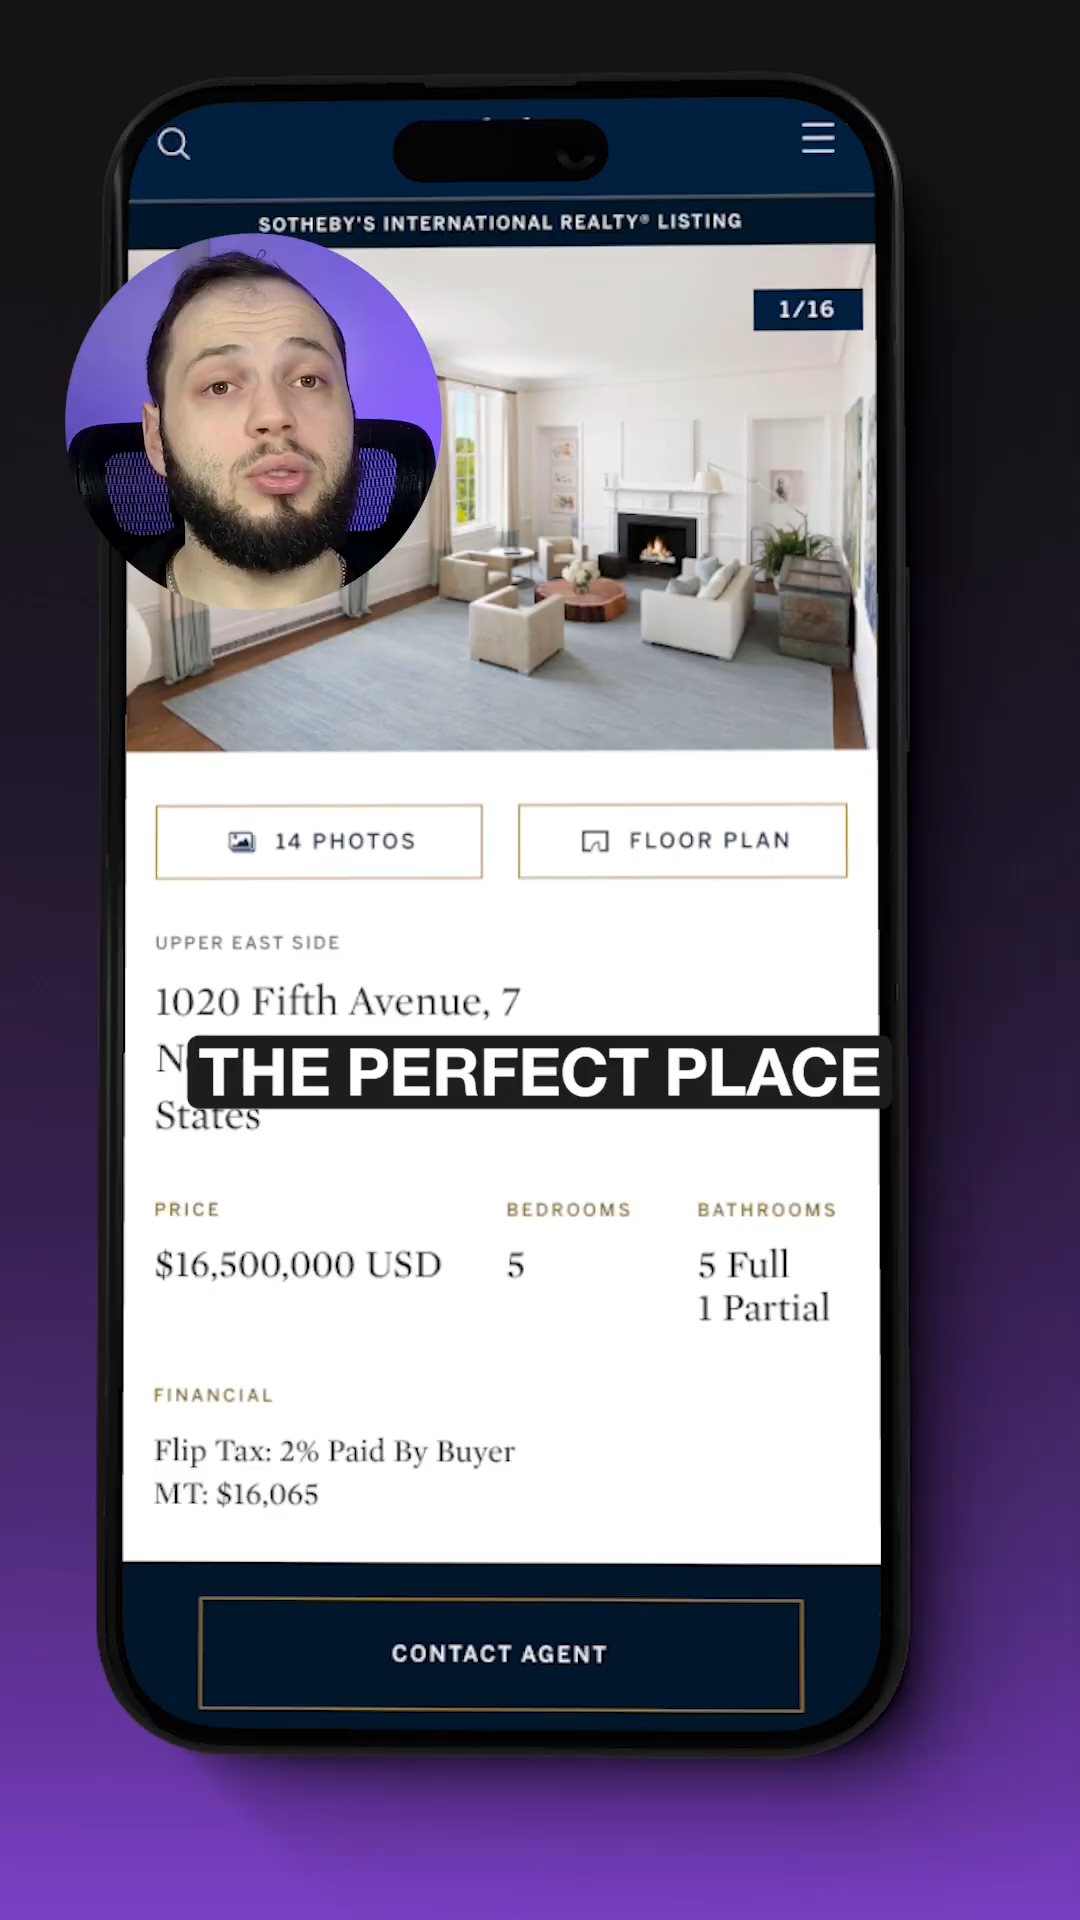 SOTHEBY'S INTERNATIONAL REALTY® LISTING
1/16
14 PHOTOS
FLOOR PLAN
UPPER EAST SIDE
1020 Fifth Avenue, 7
THE PERFECT PLACE
States
PRICE
BEDROOMS
BATHROOMS
$16,500,000 USD
5
5 Full
1 Partial
FINANCIAL
Flip Tax: 2% Paid By Buyer
MT: $16,065
CONTACT AGENT